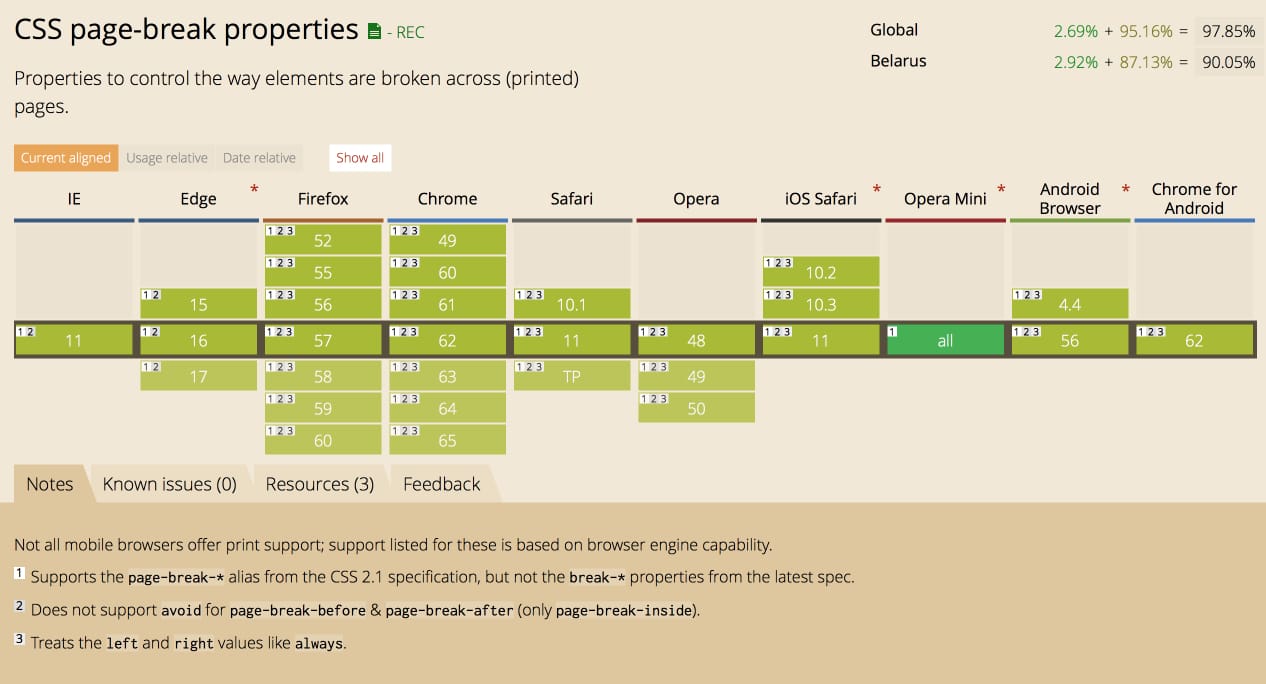 CSS page-break properties - REC
Global 2.69% + 95.16% = 97.85%
Belarus 2.92% + 87.13% = 90.05%
Properties to control the way elements are broken across (printed)
pages.
Current aligned Usage relative Date relative Show all
IE Edge * Firefox Chrome Safari Opera iOS Safari * Opera Mini * Android Browser * Chrome for Android
1 2 3 52 1 2 3 49
1 2 3 55 1 2 3 60 1 2 3 10.2
1 2 15 1 2 3 56 1 2 3 61 1 2 3 10.1 1 2 3 10.3 1 2 3 4.4
1 2 11 1 2 16 1 2 3 57 1 2 3 62 1 2 3 11 1 2 3 48 1 2 3 11 1 all 1 2 3 56 1 2 3 62
1 2 17 1 2 3 58 1 2 3 63 1 2 3 TP 1 2 3 49
1 2 3 59 1 2 3 64 1 2 3 50
1 2 3 60 1 2 3 65
Notes Known issues (0) Resources (3) Feedback
Not all mobile browsers offer print support; support listed for these is based on browser engine capability.
1 Supports the page-break-* alias from the CSS 2.1 specification, but not the break-* properties from the latest spec.
2 Does not support avoid for page-break-before & page-break-after (only page-break-inside).
3 Treats the left and right values like always.